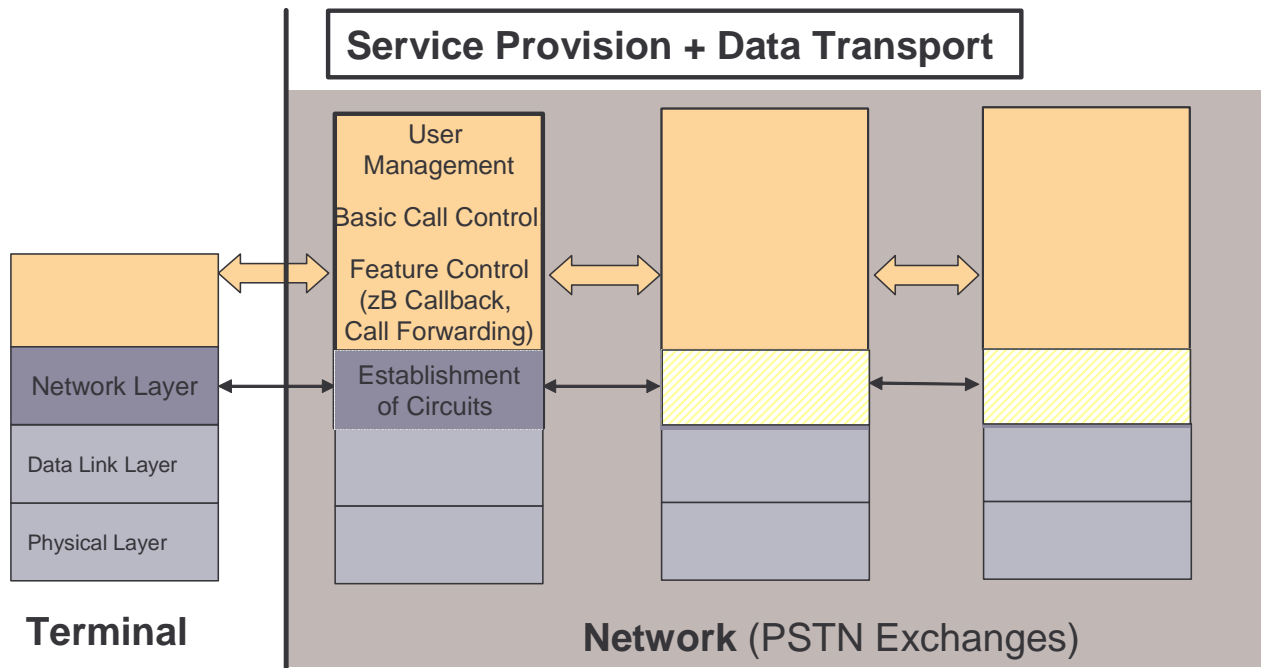 Service Provision + Data Transport
User
Management
Basic Call Control
Feature Control
(zB Callback,
Call Forwarding)
Network Layer
Establishment
of Circuits
Data Link Layer
Physical Layer
Terminal
Network (PSTN Exchanges)